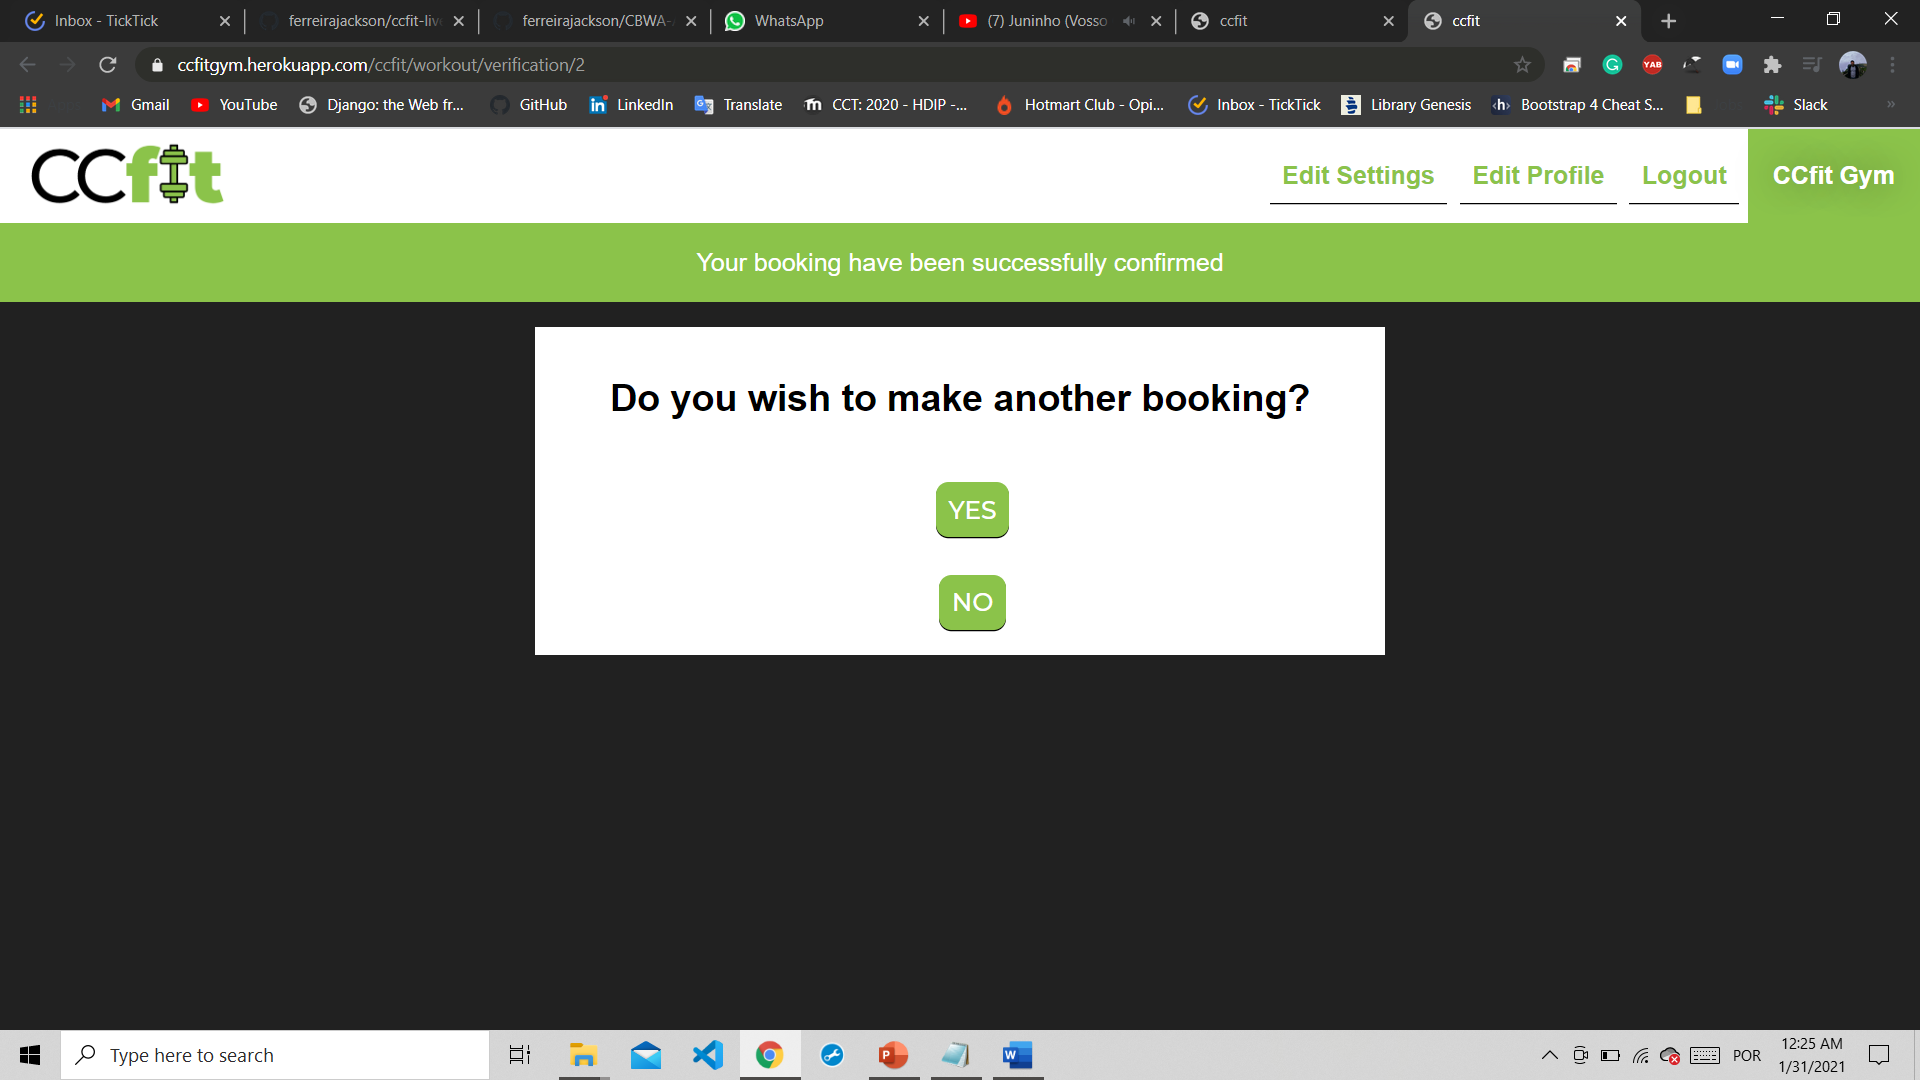 Inbox - TickTick
ferreirajackson/ccfit-liv
ferreirajackson/CBWA-
WhatsApp
(7) Juninho (Vosso
ccfit
ccfit
ccfitgym.herokuapp.com/ccfit/workout/verification/2
YAB
Gmail
YouTube
Django: the Web fr...
GitHub
LinkedIn
Translate
CCT: 2020 - HDIP -...
Hotmart Club - Opi...
Inbox - TickTick
Library Genesis
Bootstrap 4 Cheat S...
Slack
CCfit
Edit Settings
Edit Profile
Logout
CCfit Gym
Your booking have been successfully confirmed
Do you wish to make another booking?
YES
NO
Type here to search
POR
12:25 AM
1/31/2021